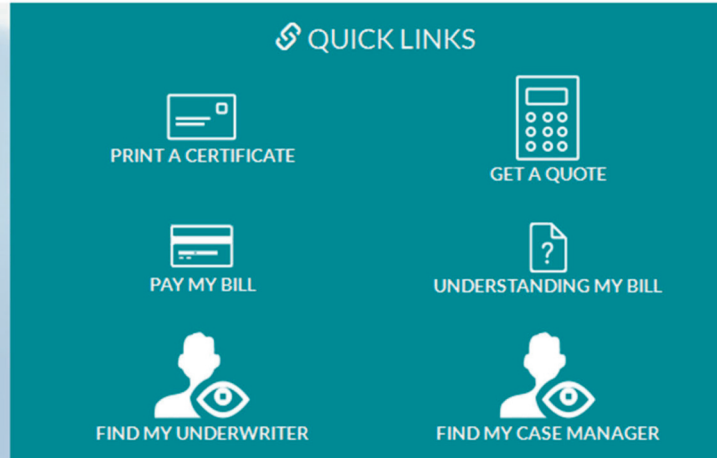 QUICK LINKS
PRINT A CERTIFICATE
GET A QUOTE
PAY MY BILL
?
UNDERSTANDING MY BILL
FIND MY UNDERWRITER
FIND MY CASE MANAGER